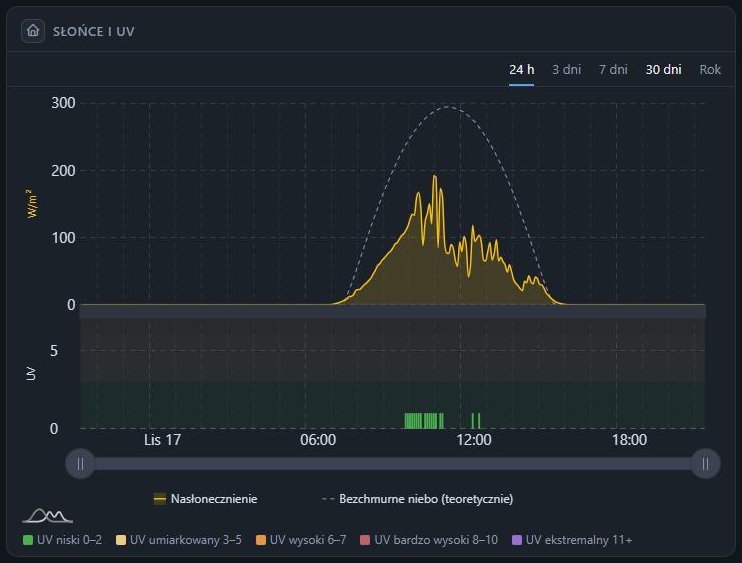 SŁOŃCE I UV
24 h 3 dni 7 dni 30 dni Rok
300
200
100
0
W/m²
5
0
UV
Lis 17 06:00 12:00 18:00
Nasłonecznienie Bezchmurne niebo (teoretycznie)
UV niski 0–2 UV umiarkowany 3–5 UV wysoki 6–7 UV bardzo wysoki 8–10 UV ekstremalny 11+